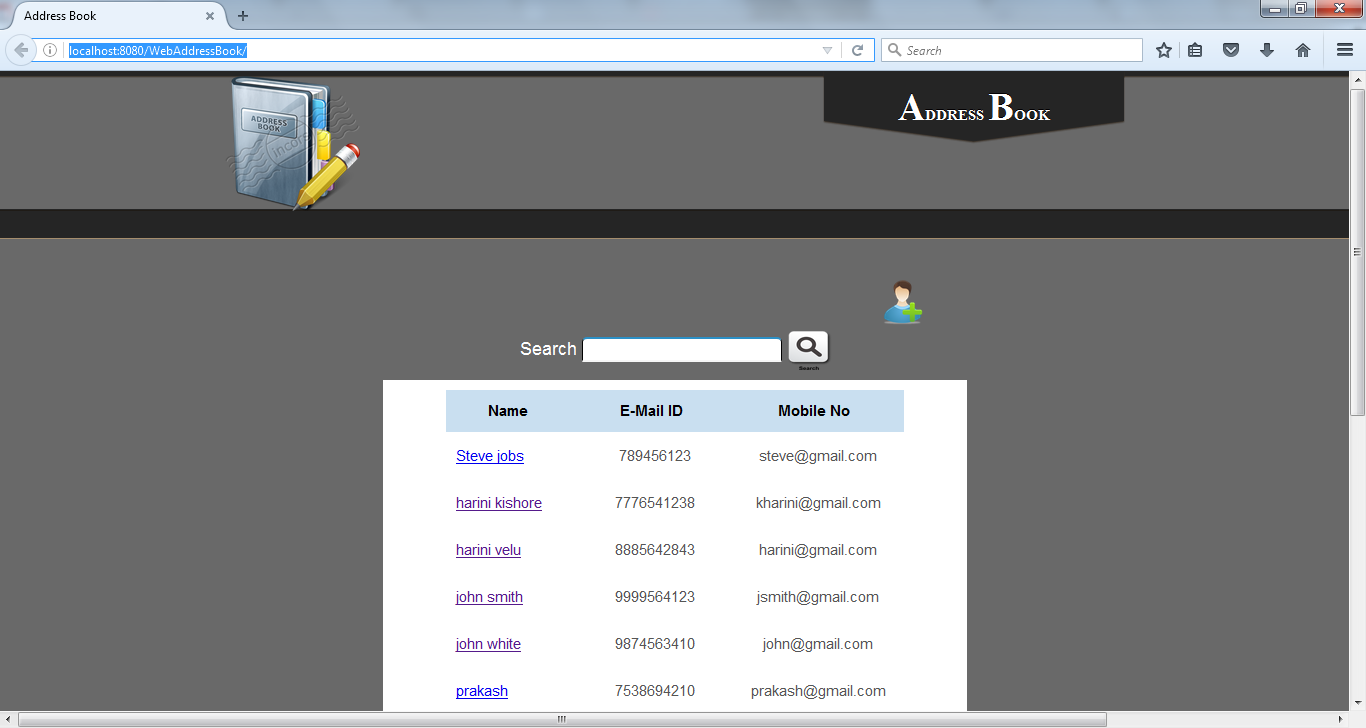 Address Book
localhost:8080/WebAddressBook/
Search
ADDRESS BOOK
Address Book
Search
Search
Name E-Mail ID Mobile No
Steve jobs 789456123 steve@gmail.com
harini kishore 7776541238 kharini@gmail.com
harini velu 8885642843 harini@gmail.com
john smith 9999564123 jsmith@gmail.com
john white 9874563410 john@gmail.com
prakash 7538694210 prakash@gmail.com